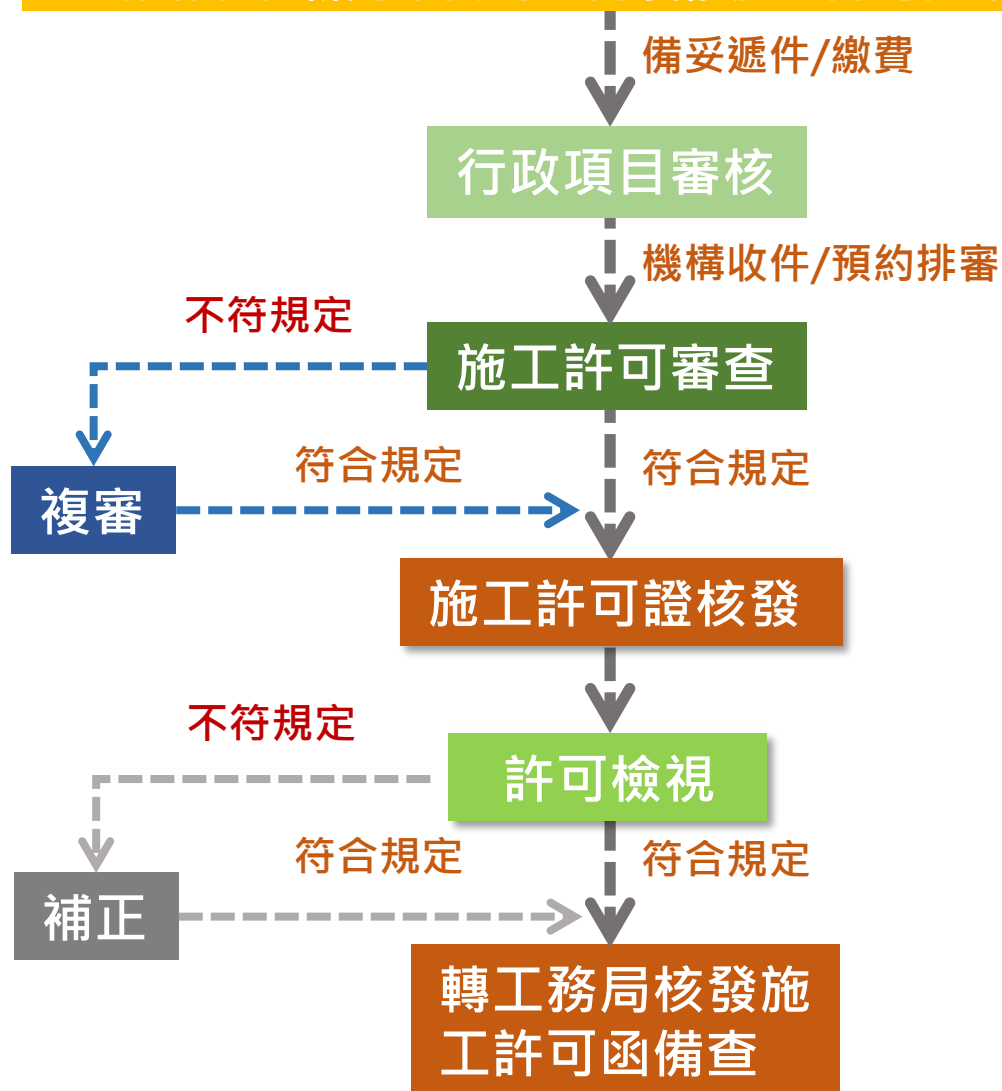 備妥遞件/繳費
行政項目審核
機構收件/預約排審
不符規定
施工許可審查
符合規定
符合規定
複審
施工許可證核發
不符規定
許可檢視
符合規定
符合規定
補正
轉工務局核發施
工許可函備查